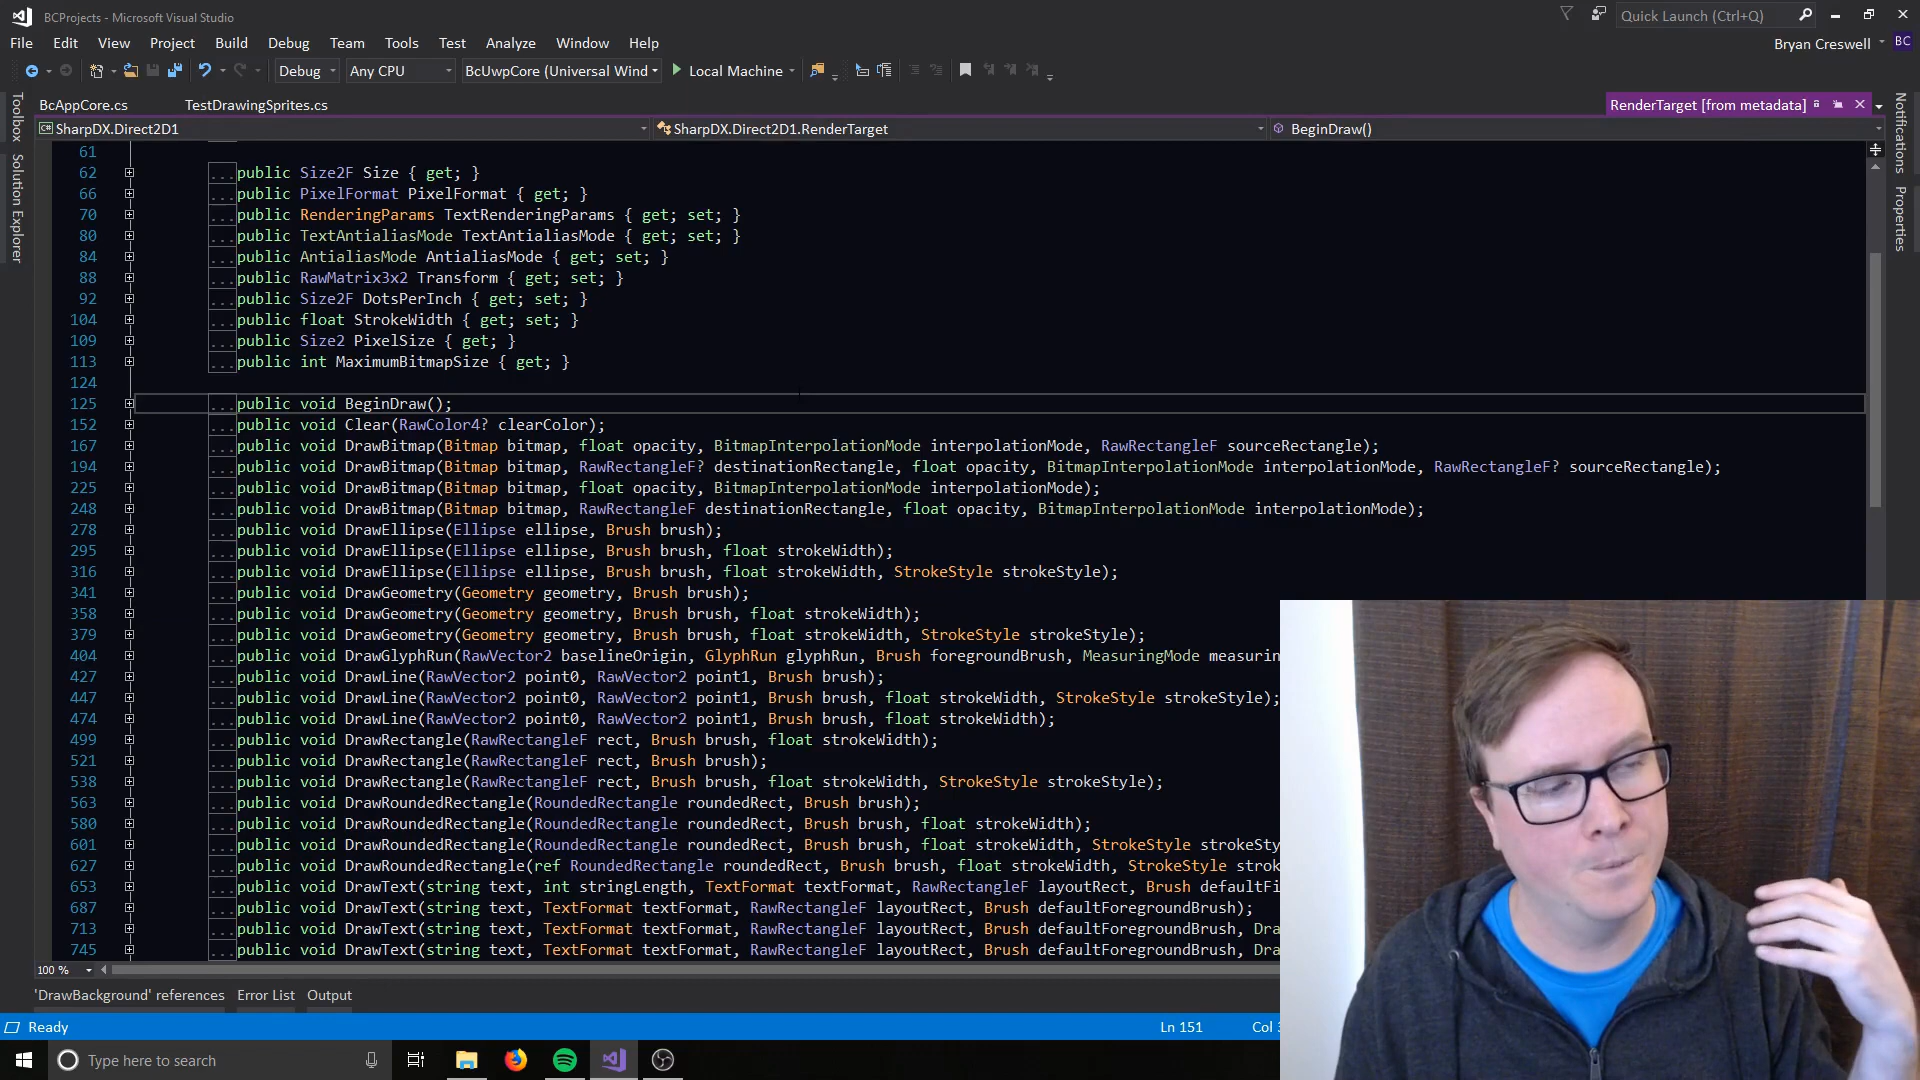 BCProjects - Microsoft Visual Studio
Quick Launch (Ctrl+Q)
File Edit View Project Build Debug Team Tools Test Analyze Window Help
Bryan Creswell BC
Debug Any CPU BcUwpCore (Universal Wind Local Machine
BcAppCore.cs TestDrawingSprites.cs RenderTarget [from metadata]
SharpDX.Direct2D1 SharpDX.Direct2D1.RenderTarget BeginDraw()
Toolbox
Solution Explorer
Notifications
Properties
61
62 ...public Size2F Size { get; }
66 ...public PixelFormat PixelFormat { get; }
70 ...public RenderingParams TextRenderingParams { get; set; }
80 ...public TextAntialiasMode TextAntialiasMode { get; set; }
84 ...public AntialiasMode AntialiasMode { get; set; }
88 ...public RawMatrix3x2 Transform { get; set; }
92 ...public Size2F DotsPerInch { get; set; }
104 ...public float StrokeWidth { get; set; }
109 ...public Size2 PixelSize { get; }
113 ...public int MaximumBitmapSize { get; }
124
125 ...public void BeginDraw();
152 ...public void Clear(RawColor4? clearColor);
167 ...public void DrawBitmap(Bitmap bitmap, float opacity, BitmapInterpolationMode interpolationMode, RawRectangleF sourceRectangle);
194 ...public void DrawBitmap(Bitmap bitmap, RawRectangleF? destinationRectangle, float opacity, BitmapInterpolationMode interpolationMode, RawRectangleF? sourceRectangle);
225 ...public void DrawBitmap(Bitmap bitmap, float opacity, BitmapInterpolationMode interpolationMode);
248 ...public void DrawBitmap(Bitmap bitmap, RawRectangleF destinationRectangle, float opacity, BitmapInterpolationMode interpolationMode);
278 ...public void DrawEllipse(Ellipse ellipse, Brush brush);
295 ...public void DrawEllipse(Ellipse ellipse, Brush brush, float strokeWidth);
316 ...public void DrawEllipse(Ellipse ellipse, Brush brush, float strokeWidth, StrokeStyle strokeStyle);
341 ...public void DrawGeometry(Geometry geometry, Brush brush);
358 ...public void DrawGeometry(Geometry geometry, Brush brush, float strokeWidth);
379 ...public void DrawGeometry(Geometry geometry, Brush brush, float strokeWidth, StrokeStyle strokeStyle);
404 ...public void DrawGlyphRun(RawVector2 baselineOrigin, GlyphRun glyphRun, Brush foregroundBrush, MeasuringMode measurin
427 ...public void DrawLine(RawVector2 point0, RawVector2 point1, Brush brush);
447 ...public void DrawLine(RawVector2 point0, RawVector2 point1, Brush brush, float strokeWidth, StrokeStyle strokeStyle);
474 ...public void DrawLine(RawVector2 point0, RawVector2 point1, Brush brush, float strokeWidth);
499 ...public void DrawRectangle(RawRectangleF rect, Brush brush, float strokeWidth);
521 ...public void DrawRectangle(RawRectangleF rect, Brush brush);
538 ...public void DrawRectangle(RawRectangleF rect, Brush brush, float strokeWidth, StrokeStyle strokeStyle);
563 ...public void DrawRoundedRectangle(RoundedRectangle roundedRect, Brush brush);
580 ...public void DrawRoundedRectangle(RoundedRectangle roundedRect, Brush brush, float strokeWidth);
601 ...public void DrawRoundedRectangle(RoundedRectangle roundedRect, Brush brush, float strokeWidth, StrokeStyle strokeSty
627 ...public void DrawRoundedRectangle(ref RoundedRectangle roundedRect, Brush brush, float strokeWidth, StrokeStyle strok
653 ...public void DrawText(string text, int stringLength, TextFormat textFormat, RawRectangleF layoutRect, Brush defaultFi
687 ...public void DrawText(string text, TextFormat textFormat, RawRectangleF layoutRect, Brush defaultForegroundBrush);
713 ...public void DrawText(string text, TextFormat textFormat, RawRectangleF layoutRect, Brush defaultForegroundBrush, Dra
745 ...public void DrawText(string text, TextFormat textFormat, RawRectangleF layoutRect, Brush defaultForegroundBrush, Dra
100 %
'DrawBackground' references Error List Output
Ready Ln 151 Col
Type here to search